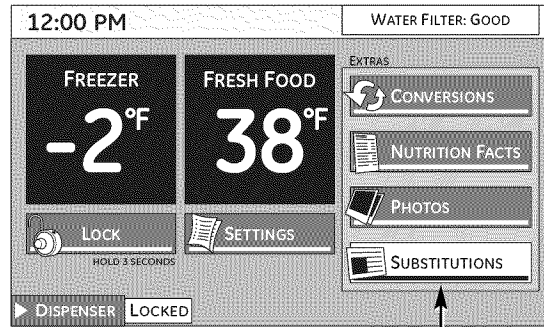 12:00 PM
WATER FILTER: GOOD
FREEZER
-2°F
FRESH FOOD
38°F
EXTRAS
CONVERSIONS
NUTRITION FACTS
PHOTOS
SUBSTITUTIONS
LOCK
HOLD 3 SECONDS
SETTINGS
DISPENSER LOCKED